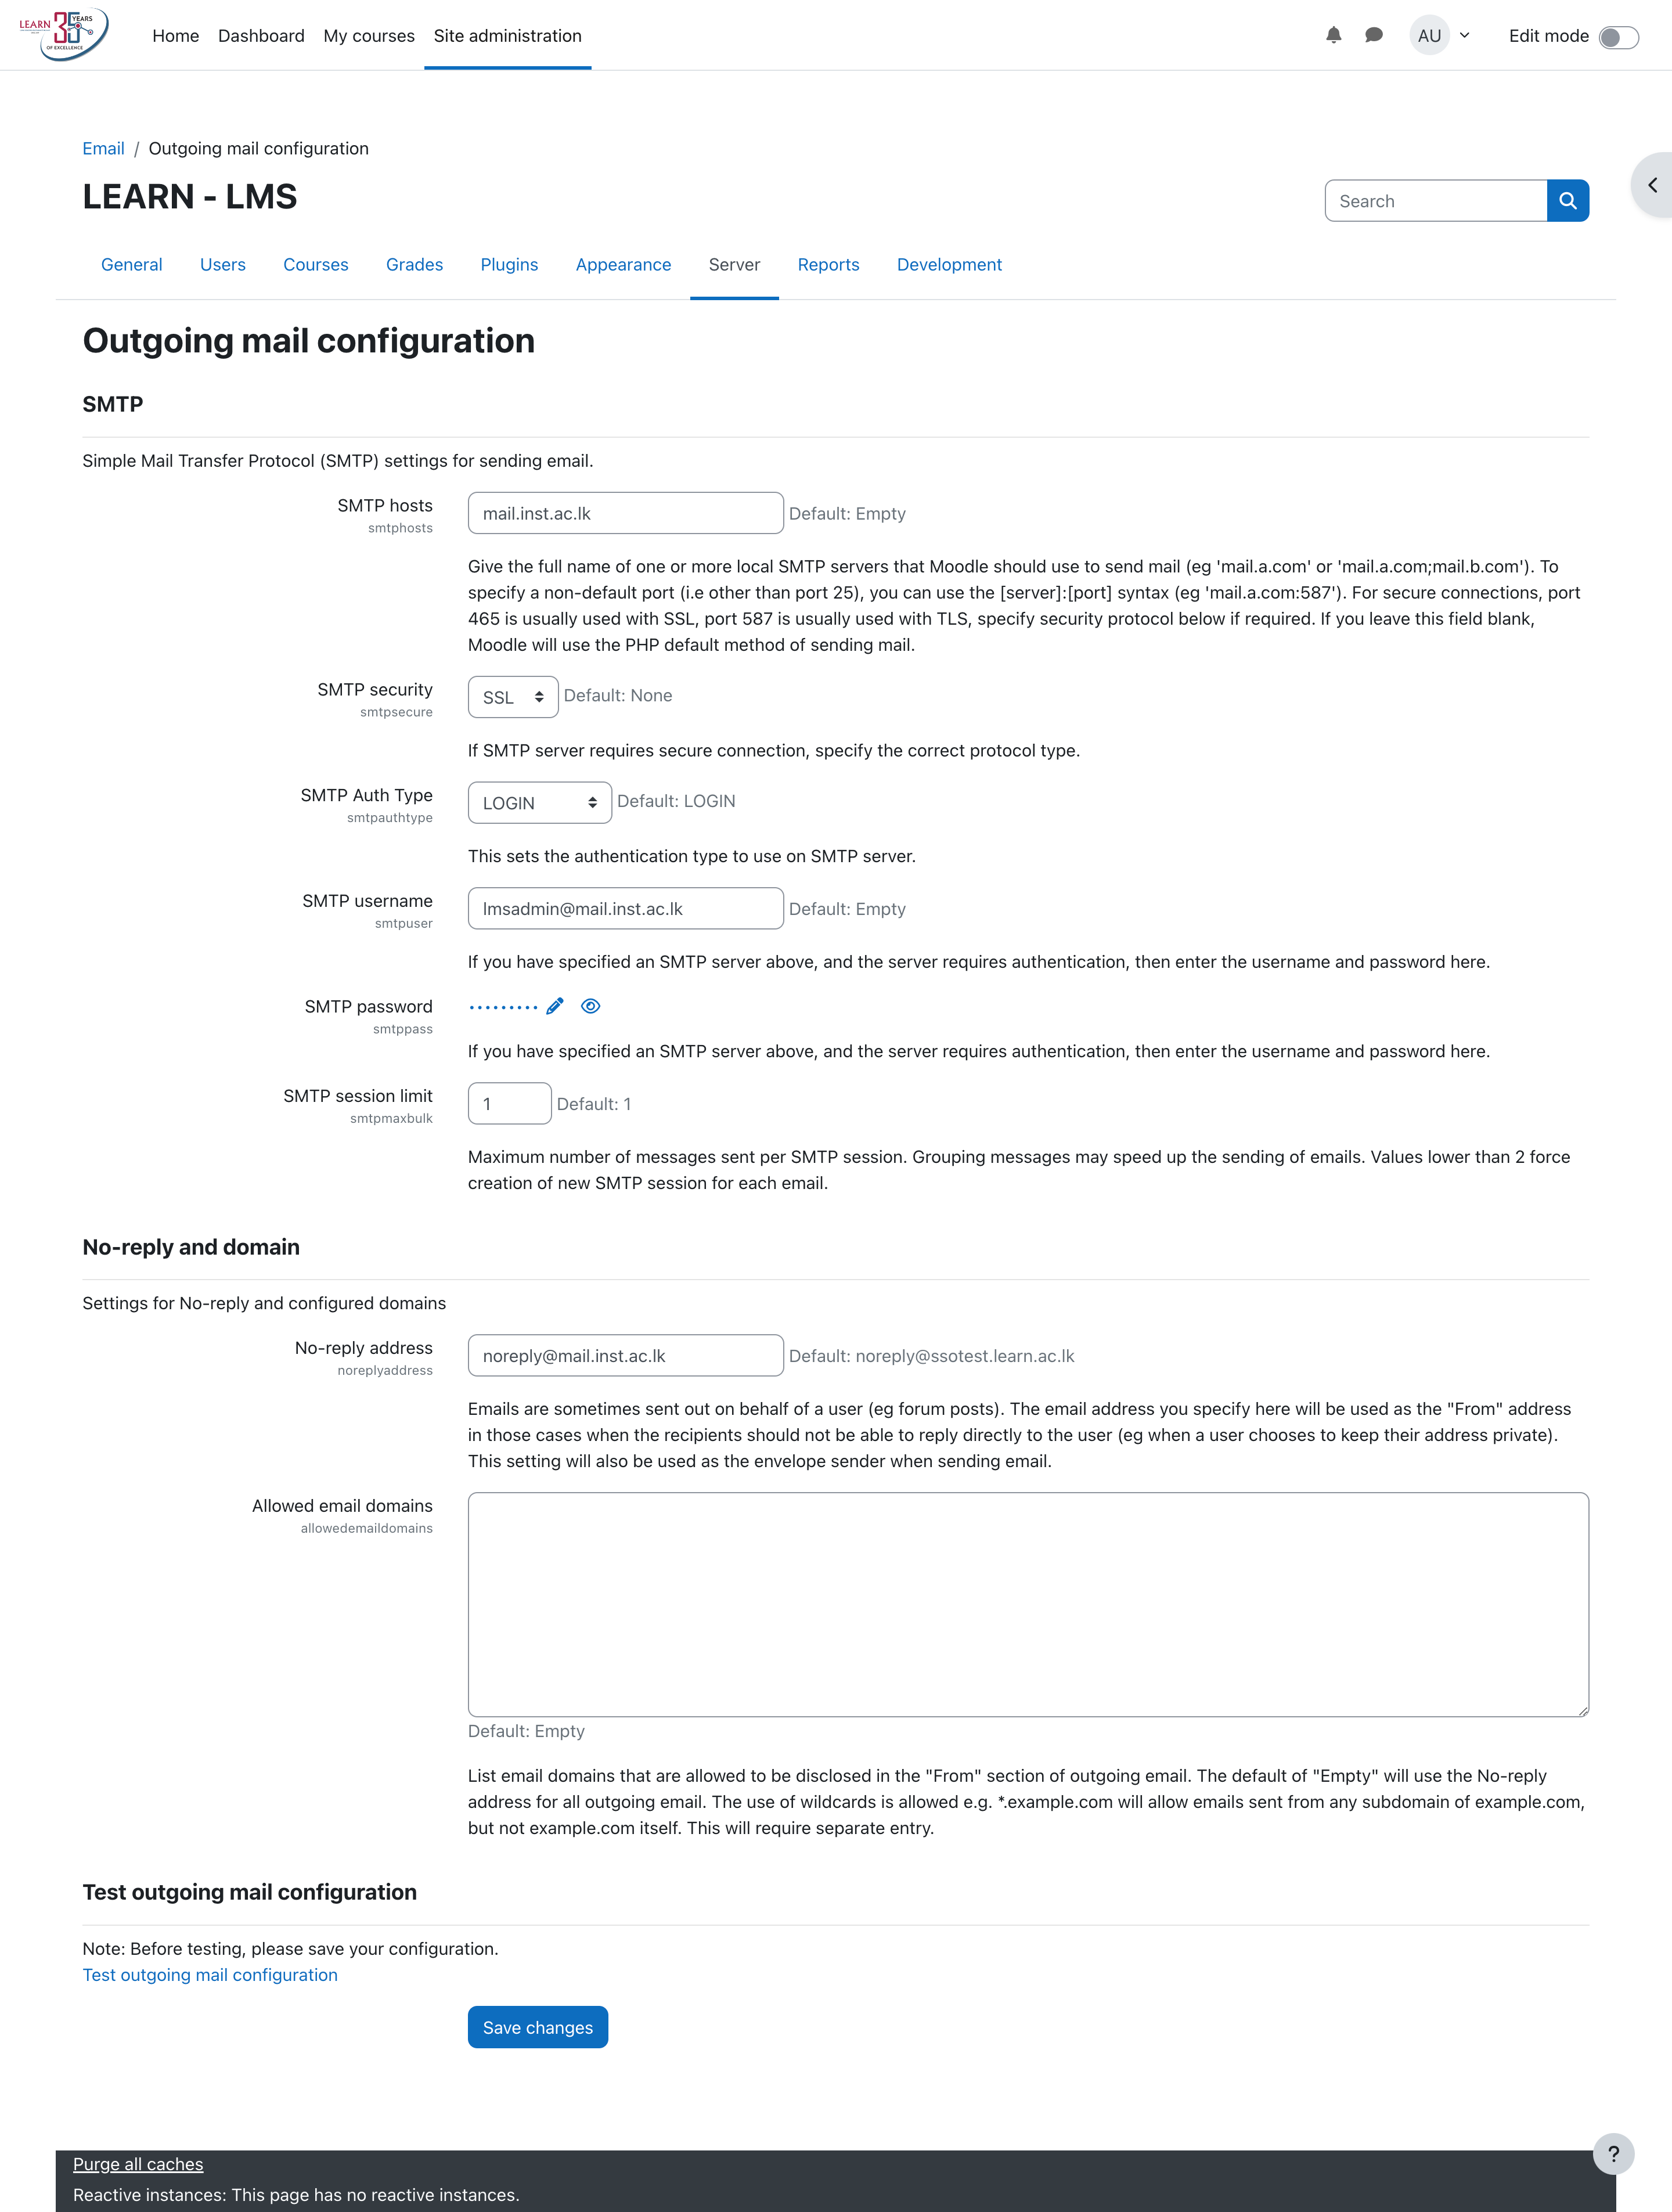 LEARN 35 YEARS
OF EXCELLENCE
Home Dashboard My courses Site administration
AU Edit mode
Email / Outgoing mail configuration
LEARN - LMS
Search
General Users Courses Grades Plugins Appearance Server Reports Development
Outgoing mail configuration
SMTP
Simple Mail Transfer Protocol (SMTP) settings for sending email.
SMTP hosts
smtphosts
mail.inst.ac.lk Default: Empty
Give the full name of one or more local SMTP servers that Moodle should use to send mail (eg 'mail.a.com' or 'mail.a.com;mail.b.com'). To
specify a non-default port (i.e other than port 25), you can use the [server]:[port] syntax (eg 'mail.a.com:587'). For secure connections, port
465 is usually used with SSL, port 587 is usually used with TLS, specify security protocol below if required. If you leave this field blank,
Moodle will use the PHP default method of sending mail.
SMTP security
smtpsecure
SSL Default: None
If SMTP server requires secure connection, specify the correct protocol type.
SMTP Auth Type
smtpauthtype
LOGIN Default: LOGIN
This sets the authentication type to use on SMTP server.
SMTP username
smtpuser
lmsadmin@mail.inst.ac.lk Default: Empty
If you have specified an SMTP server above, and the server requires authentication, then enter the username and password here.
SMTP password
smtppass
·········
If you have specified an SMTP server above, and the server requires authentication, then enter the username and password here.
SMTP session limit
smtpmaxbulk
1 Default: 1
Maximum number of messages sent per SMTP session. Grouping messages may speed up the sending of emails. Values lower than 2 force
creation of new SMTP session for each email.
No-reply and domain
Settings for No-reply and configured domains
No-reply address
noreplyaddress
noreply@mail.inst.ac.lk Default: noreply@ssotest.learn.ac.lk
Emails are sometimes sent out on behalf of a user (eg forum posts). The email address you specify here will be used as the "From" address
in those cases when the recipients should not be able to reply directly to the user (eg when a user chooses to keep their address private).
This setting will also be used as the envelope sender when sending email.
Allowed email domains
allowedemaildomains
Default: Empty
List email domains that are allowed to be disclosed in the "From" section of outgoing email. The default of "Empty" will use the No-reply
address for all outgoing email. The use of wildcards is allowed e.g. *.example.com will allow emails sent from any subdomain of example.com,
but not example.com itself. This will require separate entry.
Test outgoing mail configuration
Note: Before testing, please save your configuration.
Test outgoing mail configuration
Save changes
?
Purge all caches
Reactive instances: This page has no reactive instances.